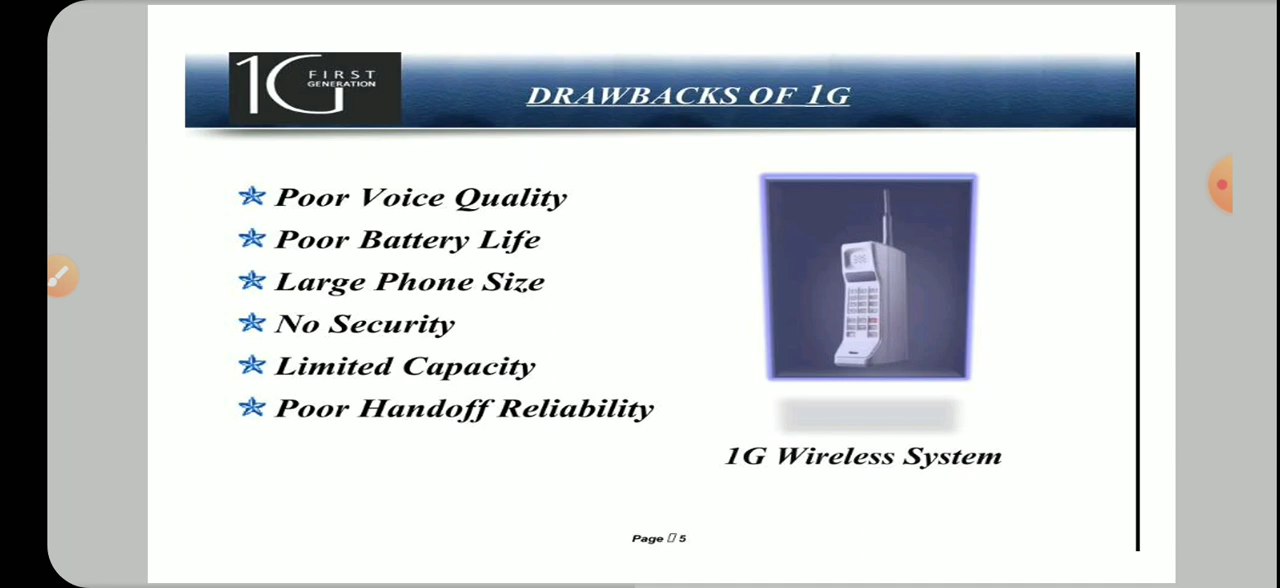 1G FIRST
GENERATION
DRAWBACKS OF 1G
Poor Voice Quality
Poor Battery Life
Large Phone Size
No Security
Limited Capacity
Poor Handoff Reliability
1G Wireless System
Page 5